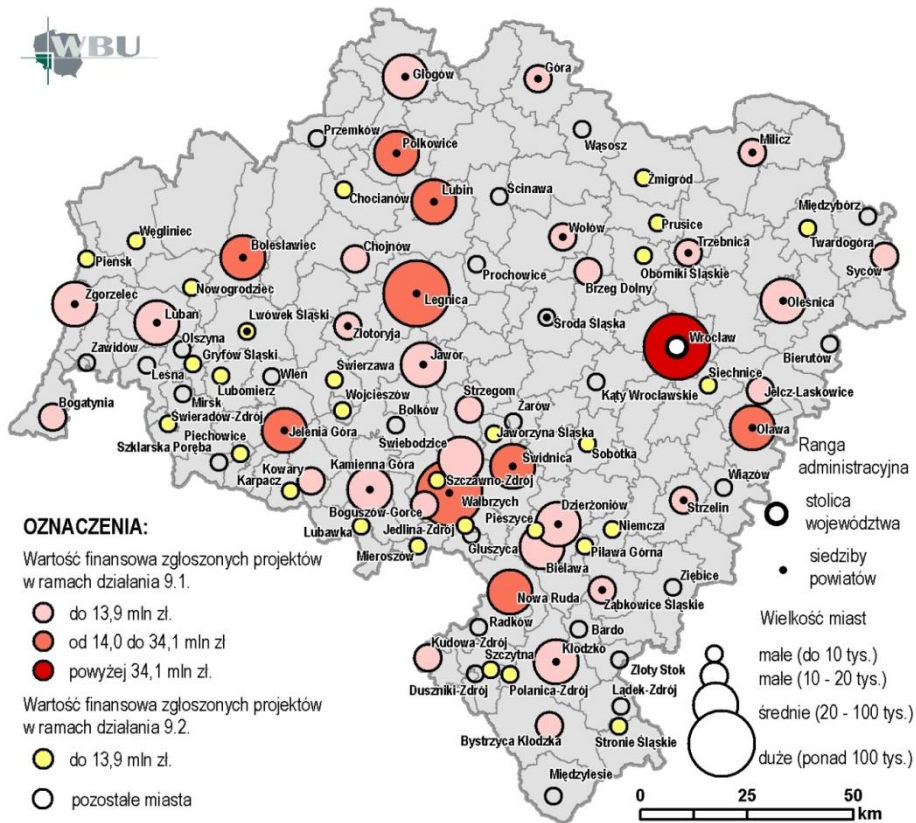 WBU
Głogów
Góra
Przemków
Wąsosz
Polkowice
Milicz
Żmigród
Chocianów
Lubin
Ścinawa
Międzybórz
Prusice
Twardogóra
Węgliniec
Wołów
Trzebnica
Pieńsk
Bolesławiec
Chojnów
Syców
Prochowice
Oborniki Śląskie
Brzeg Dolny
Nowogrodziec
Zgorzelec
Legnica
Oleśnica
Lubań
Lwówek Śląski
Złotoryja
Środa Śląska
Wrocław
Olszyna
Bierutów
Zawidów
Gryfów Śląski
Jawor
Leśna
Świerzawa
Siechnice
Lubomierz
Wleń
Kąty Wrocławskie
Jelcz-Laskowice
Mirsk
Strzegom
Bogatynia
Wojcieszów
Żarów
Świeradów-Zdrój
Bolków
Jelenia Góra
Jaworzyna Śląska
Oława
Piechowice
Świebodzice
Sobótka
Szklarska Poręba
Świdnica
Kowary
Kamienna Góra
Szczawno-Zdrój
Wiązów
Karpacz
Wałbrzych
Boguszów-Gorce
Dzierżoniów
Strzelin
Lubawka
Jedlina-Zdrój
Pieszyce
Niemcza
Mieroszów
Głuszyca
Piława Górna
Bielawa
Nowa Ruda
Ząbkowice Śląskie
Ziębice
Radków
Bardo
Kudowa-Zdrój
Kłodzko
Szczytna
Złoty Stok
Duszniki-Zdrój
Polanica-Zdrój
Lądek-Zdrój
Bystrzyca Kłodzka
Stronie Śląskie
Międzylesie
OZNACZENIA:
Wartość finansowa zgłoszonych projektów
w ramach działania 9.1.
do 13,9 mln zł.
od 14,0 do 34,1 mln zł
powyżej 34,1 mln zł.
Wartość finansowa zgłoszonych projektów
w ramach działania 9.2.
do 13,9 mln zł.
pozostałe miasta
Ranga
administracyjna
stolica
województwa
siedziby
powiatów
Wielkość miast
małe (do 10 tys.)
małe (10 - 20 tys.)
średnie (20 - 100 tys.)
duże (ponad 100 tys.)
0 25 50
km